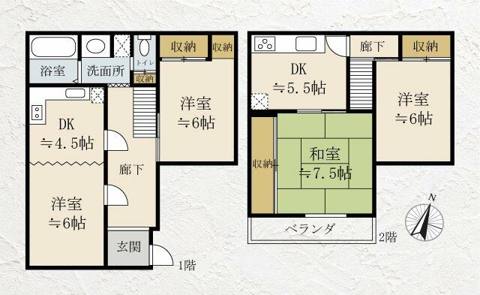 浴室
洗面所
トイレ
収納
収納
収納
DK
≒4.5帖
洋室
≒6帖
廊下
洋室
≒6帖
玄関
1階
DK
≒5.5帖
廊下
収納
洋室
≒6帖
収納
和室
≒7.5帖
ベランダ
2階
N